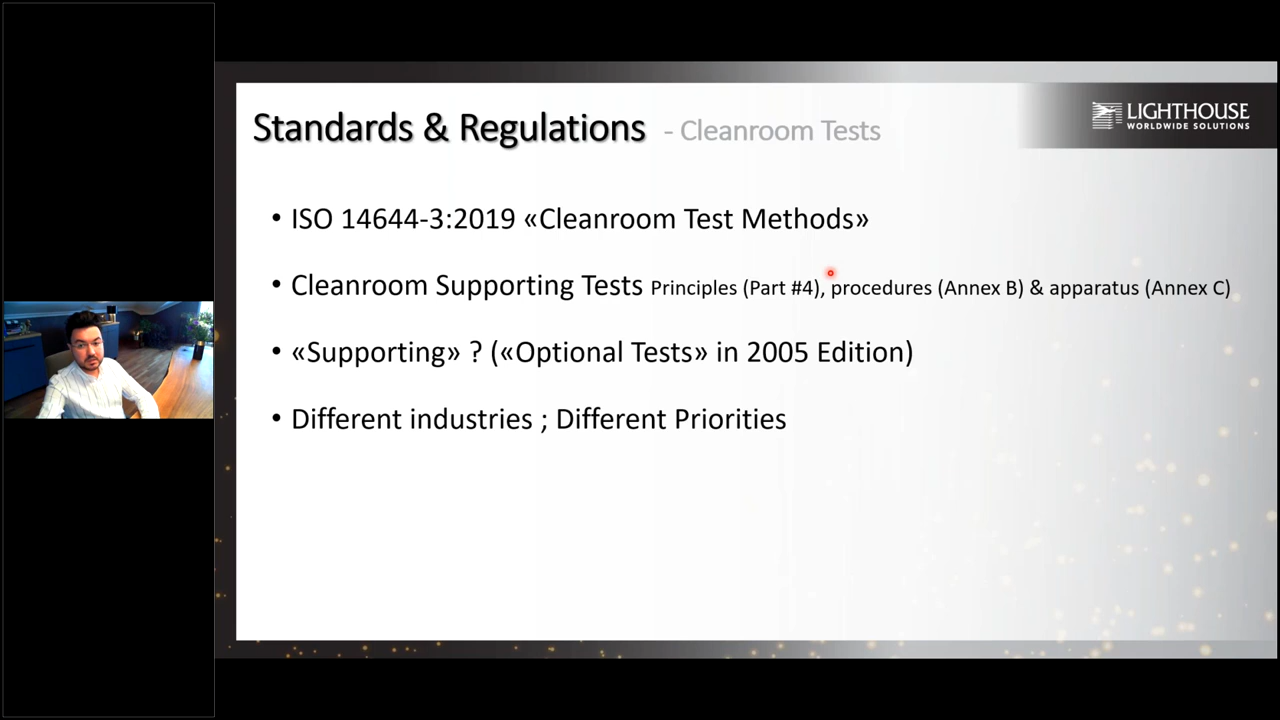 Standards & Regulations - Cleanroom Tests
LIGHTHOUSE
WORLDWIDE SOLUTIONS
• ISO 14644-3:2019 «Cleanroom Test Methods»
• Cleanroom Supporting Tests Principles (Part #4), procedures (Annex B) & apparatus (Annex C)
• «Supporting» ? («Optional Tests» in 2005 Edition)
• Different industries ; Different Priorities